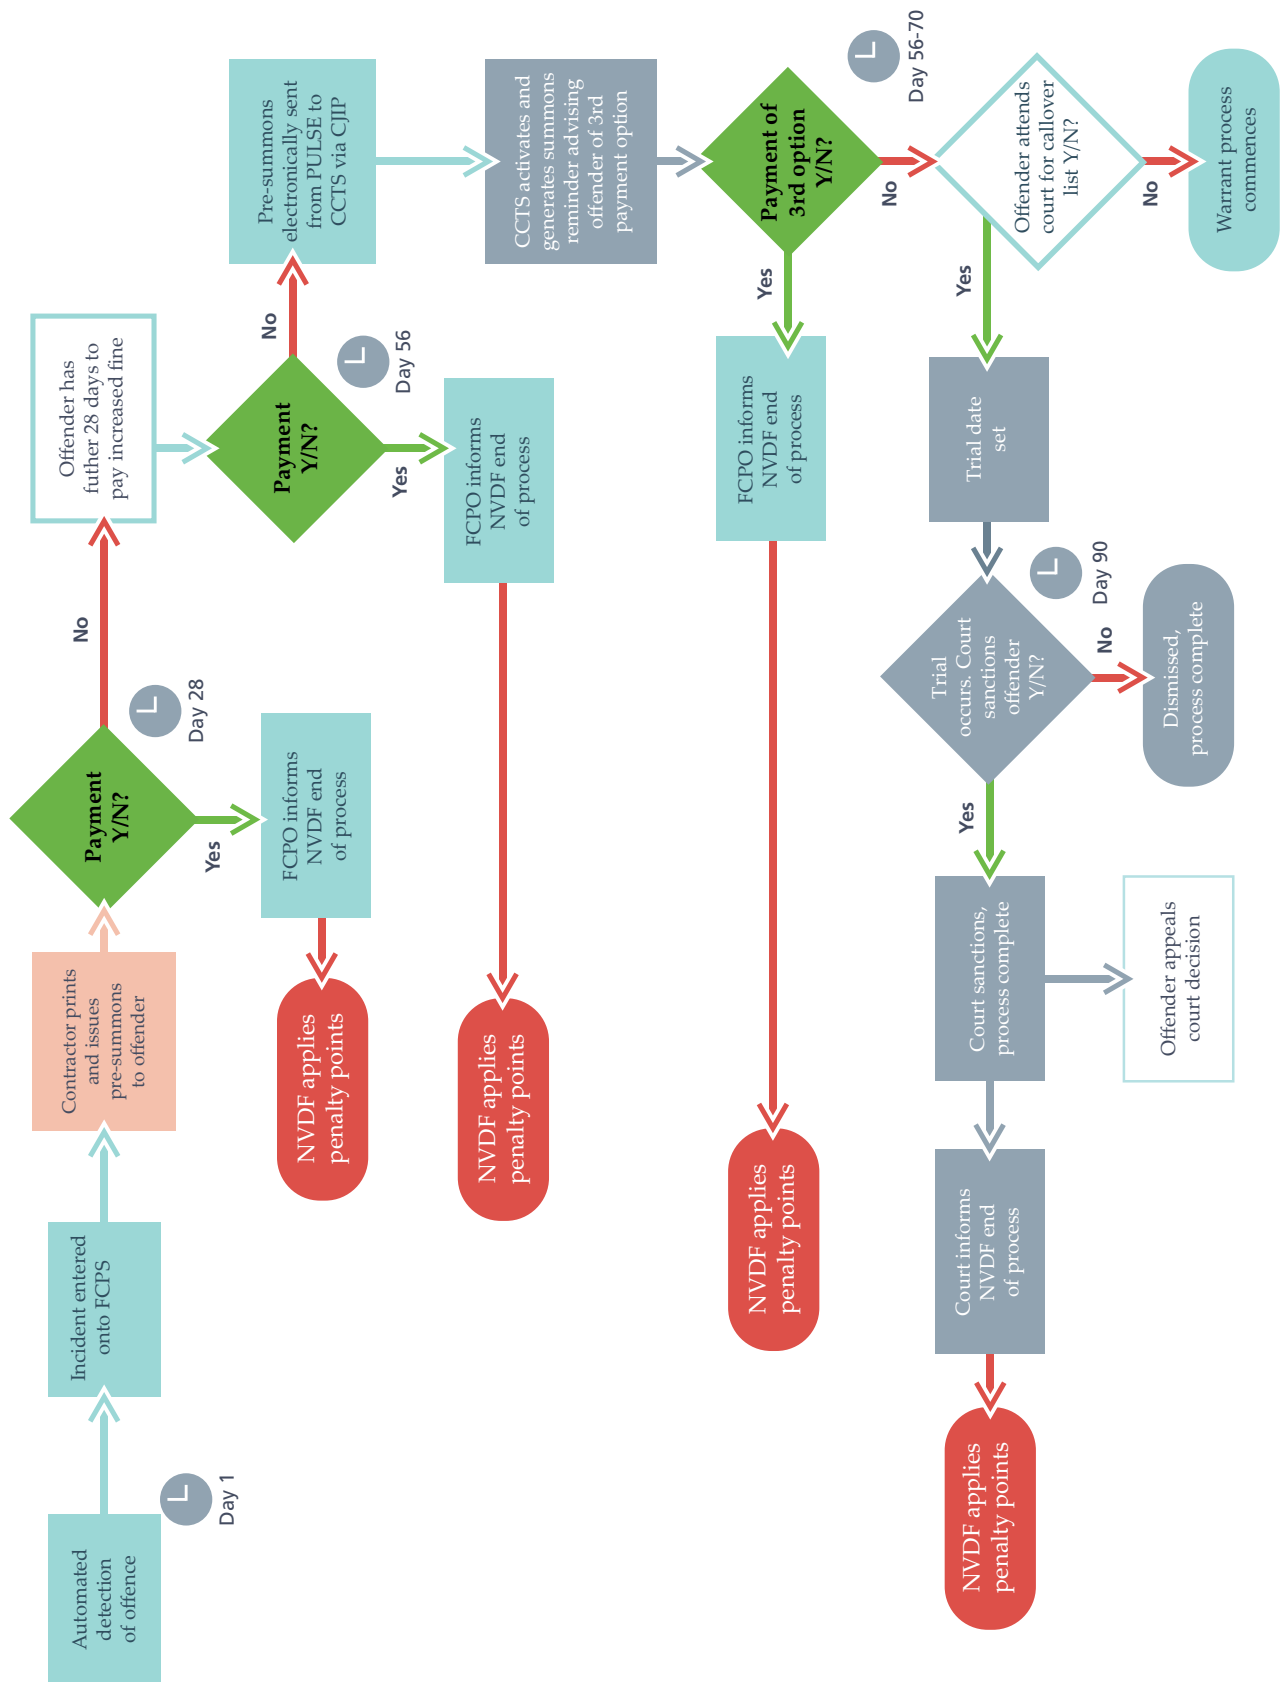 Automated
detection
of offence
Day 1
Incident entered
onto FCPS
Contractor prints
and issues
pre-summons
to offender
Payment
Y/N?
Day 28
No
Yes
FCPO informs
NVDF end
of process
NVDF applies
penalty points
Offender has
futher 28 days to
pay increased fine
Payment
Y/N?
Day 56
No
Yes
FCPO informs
NVDF end
of process
NVDF applies
penalty points
Pre-summons
electronically sent
from PULSE to
CCTS via CJIP
CCTS activates and
generates summons
reminder advising
offender of 3rd
payment option
Payment of
3rd option
Y/N?
Day 56-70
Yes
No
FCPO informs
NVDF end
of process
NVDF applies
penalty points
Offender attends
court for callover
list Y/N?
Yes
No
Warrant process
commences
Trial date
set
Trial
occurs. Court
sanctions
offender
Y/N?
Day 90
No
Yes
Dismissed,
process complete
Court sanctions,
process complete
Offender appeals
court decision
Court informs
NVDF end
of process
NVDF applies
penalty points